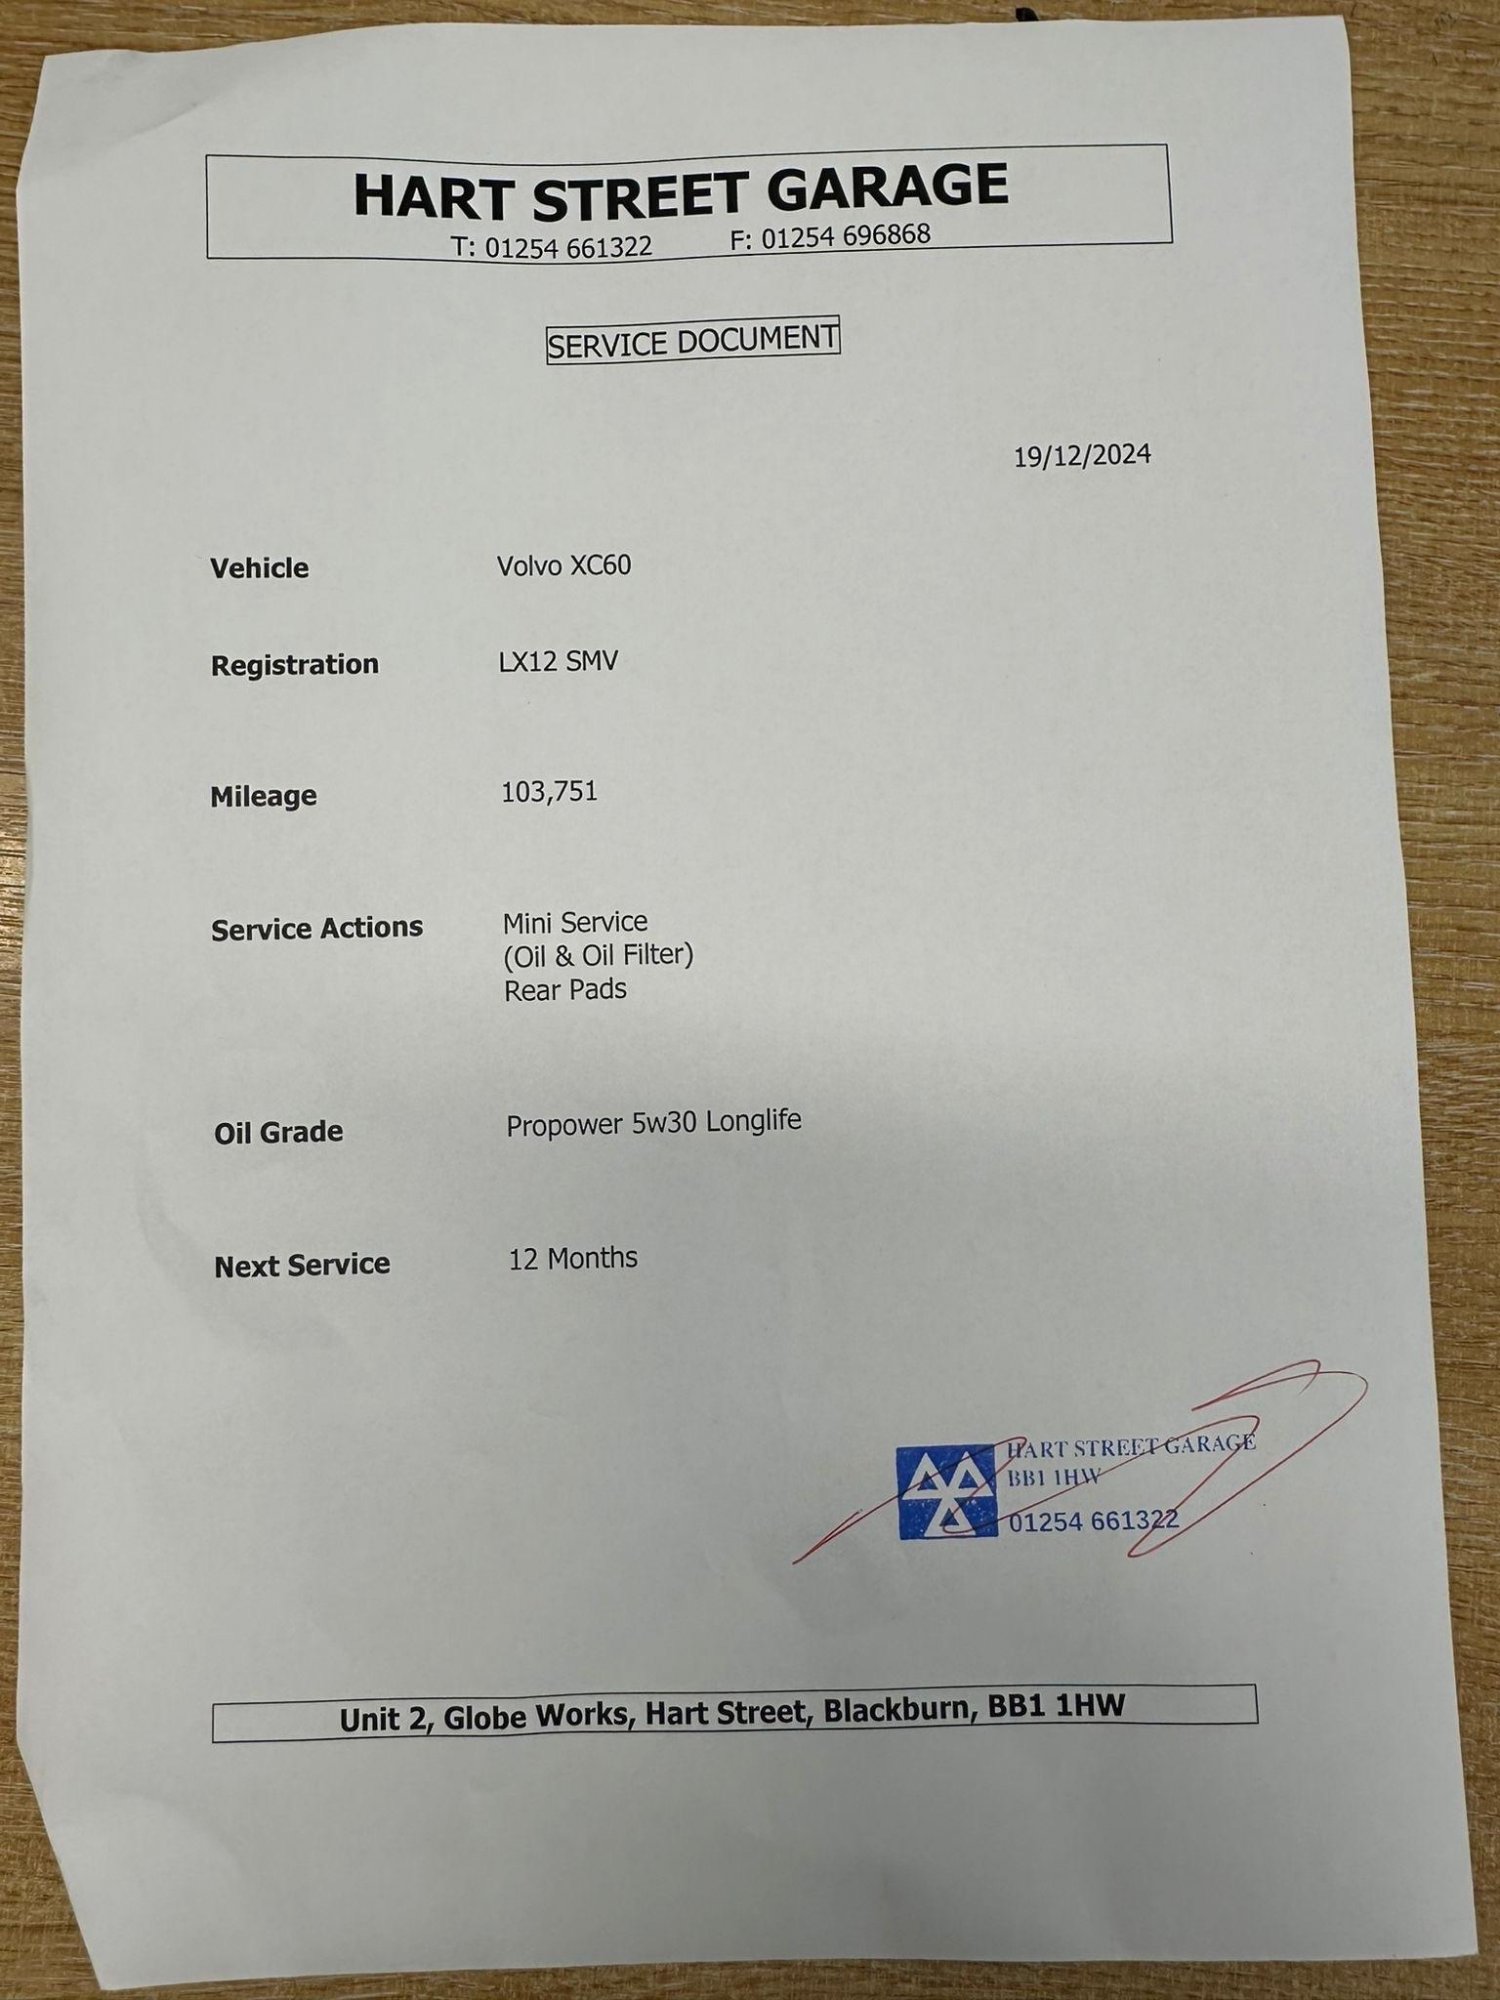 HART STREET GARAGE
T: 01254 661322 F: 01254 696868
SERVICE DOCUMENT
19/12/2024
Vehicle Volvo XC60
Registration LX12 SMV
Mileage 103,751
Service Actions Mini Service
(Oil & Oil Filter)
Rear Pads
Oil Grade Propower 5w30 Longlife
Next Service 12 Months
HART STREET GARAGE
BB1 1HW
01254 661322
Unit 2, Globe Works, Hart Street, Blackburn, BB1 1HW